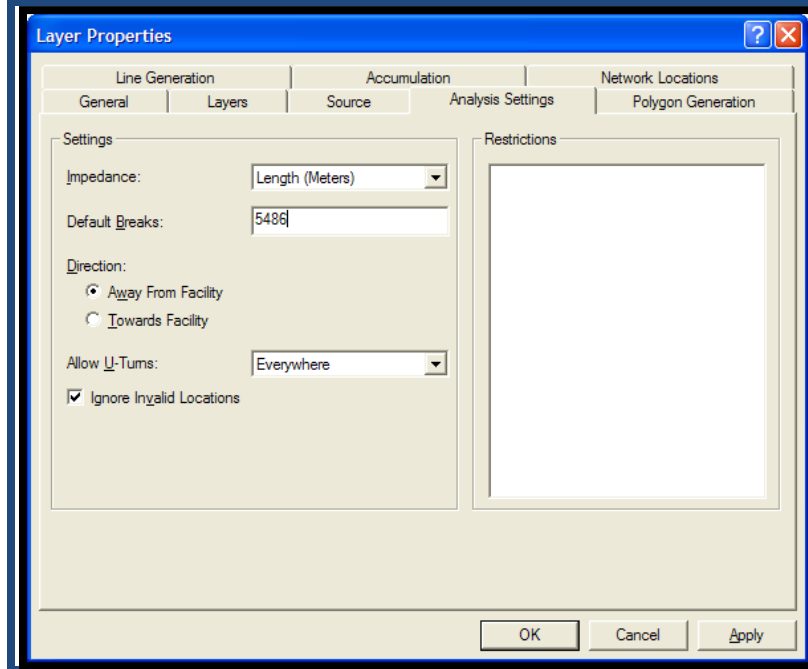 Layer Properties
Line Generation Accumulation Network Locations
General Layers Source Analysis Settings Polygon Generation
Settings Restrictions
Impedance: Length (Meters)
Default Breaks: 5486
Direction:
Away From Facility
Towards Facility
Allow U-Turns: Everywhere
Ignore Invalid Locations
OK Cancel Apply